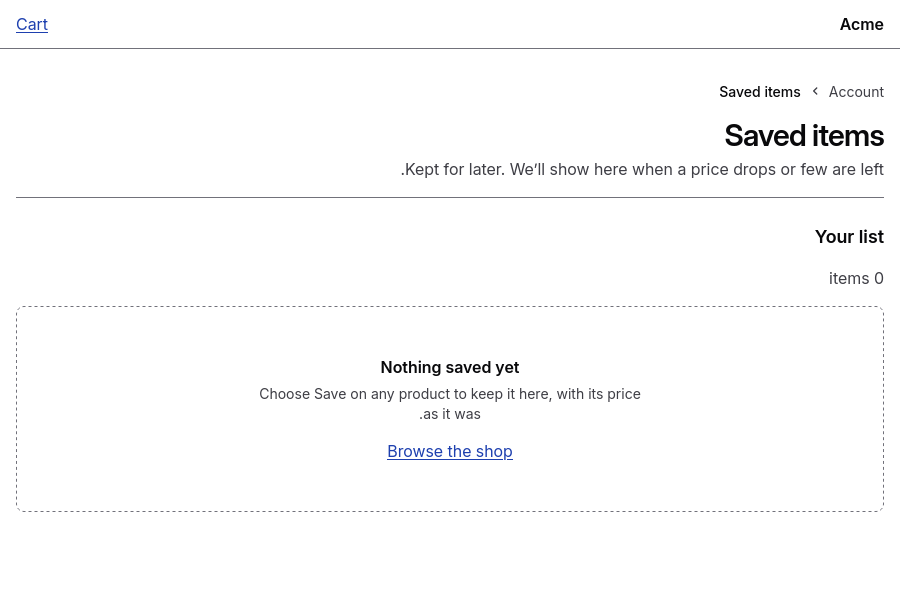 Acme
Cart
Account
Saved items
Saved items
Kept for later. We’ll show here when a price drops or few are left.
Your list
0 items
Nothing saved yet
Choose Save on any product to keep it here, with its price
as it was.
Browse the shop